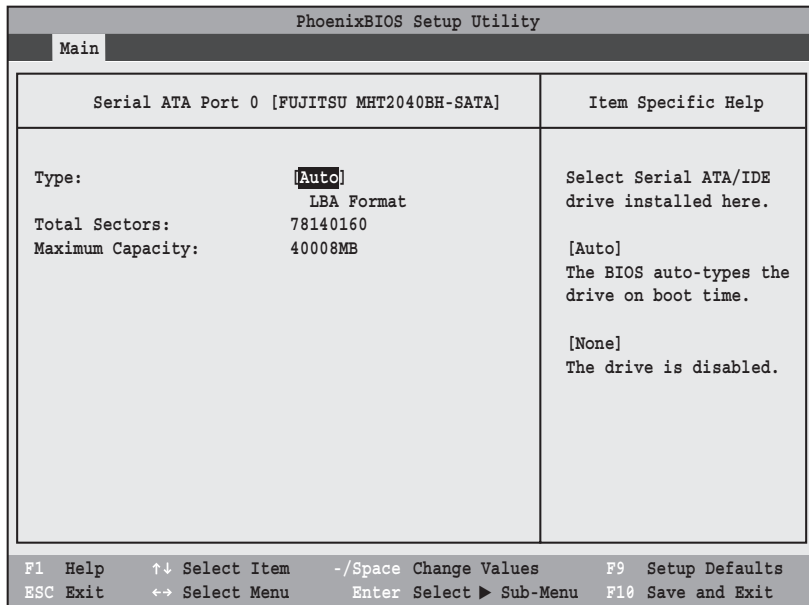 PhoenixBIOS Setup Utility
Main
Serial ATA Port 0 [FUJITSU MHT2040BH-SATA]
Type: [Auto]
LBA Format
Total Sectors: 78140160
Maximum Capacity: 40008MB
Item Specific Help
Select Serial ATA/IDE
drive installed here.
[Auto]
The BIOS auto-types the
drive on boot time.
[None]
The drive is disabled.
F1 Help ↑↓ Select Item -/Space Change Values F9 Setup Defaults
ESC Exit ←→ Select Menu Enter Select ▶ Sub-Menu F10 Save and Exit